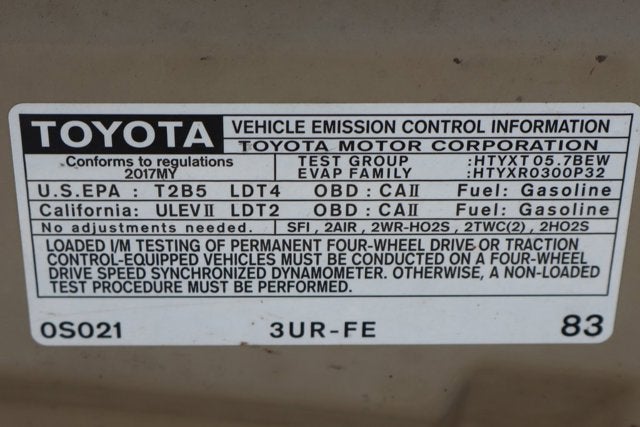 TOYOTA VEHICLE EMISSION CONTROL INFORMATION
TOYOTA MOTOR CORPORATION
Conforms to regulations
2017MY
TEST GROUP :HTYXT05.7BEW
EVAP FAMILY :HTYXR0300P32
U.S.EPA : T2B5 LDT4 OBD : CAII Fuel: Gasoline
California: ULEVII LDT2 OBD : CAII Fuel: Gasoline
No adjustments needed. SFI , 2AIR , 2WR-HO2S , 2TWC(2) , 2HO2S
LOADED I/M TESTING OF PERMANENT FOUR-WHEEL DRIVE OR TRACTION
CONTROL-EQUIPPED VEHICLES MUST BE CONDUCTED ON A FOUR-WHEEL
DRIVE SPEED SYNCHRONIZED DYNAMOMETER. OTHERWISE, A NON-LOADED
TEST PROCEDURE MUST BE PERFORMED.
0S021 3UR-FE 83